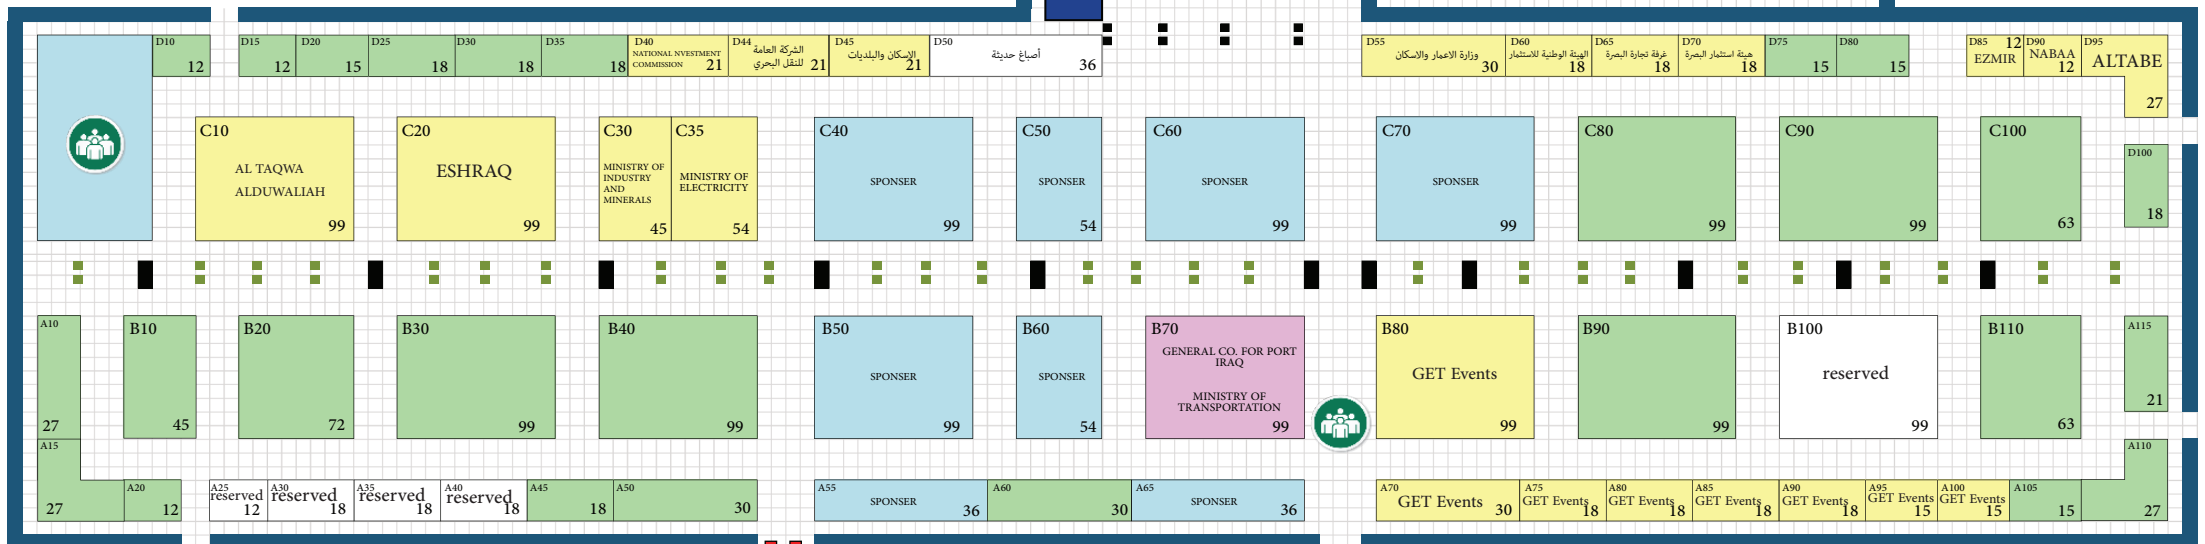 D10
12
D15
12
D20
15
D25
18
D30
18
D35
18
D40
NATIONAL NVESTMENT
COMMISSION
21
D44
الشركة العامة
للنقل البحري
21
D45
الإسكان والبلديات
21
D50
أصباغ حديثة
36
D55
وزارة الاعمار والاسكان
30
D60
الهيئة الوطنية للاستثمار
18
D65
غرفة تجارة البصرة
18
D70
هيئة استثمار البصرة
18
D75
15
D80
15
D85
12
EZMIR
D90
NABAA
12
D95
ALTABE
27
C10
AL TAQWA
ALDUWALIAH
99
C20
ESHRAQ
99
C30
MINISTRY OF
INDUSTRY
AND
MINERALS
45
C35
MINISTRY OF
ELECTRICITY
54
C40
SPONSER
99
C50
SPONSER
54
C60
SPONSER
99
C70
SPONSER
99
C80
99
C90
99
C100
63
D100
18
A10
27
B10
45
B20
72
B30
99
B40
99
B50
SPONSER
99
B60
SPONSER
54
B70
GENERAL CO. FOR PORT
IRAQ
MINISTRY OF
TRANSPORTATION
99
B80
GET Events
99
B90
99
B100
reserved
99
B110
63
A115
21
A15
27
A20
12
A25
reserved
12
A30
reserved
18
A35
reserved
18
A40
reserved
18
A45
18
A50
30
A55
SPONSER
36
A60
30
A65
SPONSER
36
A70
GET Events
30
A75
GET Events
18
A80
GET Events
18
A85
GET Events
18
A90
GET Events
18
A95
GET Events
15
A100
GET Events
15
A105
15
A110
27